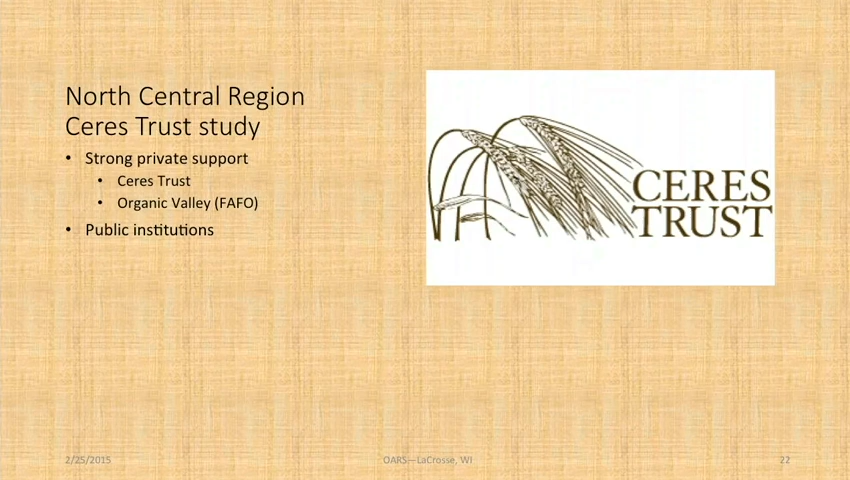 North Central Region
Ceres Trust study
• Strong private support
• Ceres Trust
• Organic Valley (FAFO)
• Public institutions
CERES
TRUST
2/25/2015
OARS—LaCrosse, WI
22